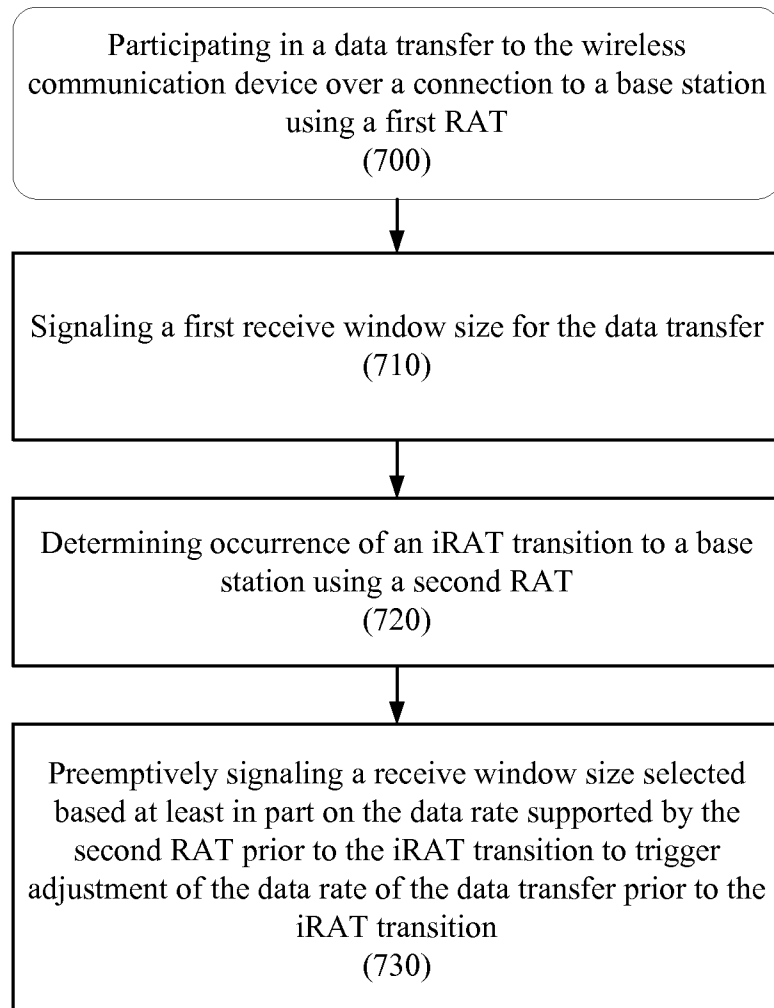 Participating in a data transfer to the wireless
communication device over a connection to a base station
using a first RAT
(700)
Signaling a first receive window size for the data transfer
(710)
Determining occurrence of an iRAT transition to a base
station using a second RAT
(720)
Preemptively signaling a receive window size selected
based at least in part on the data rate supported by the
second RAT prior to the iRAT transition to trigger
adjustment of the data rate of the data transfer prior to the
iRAT transition
(730)